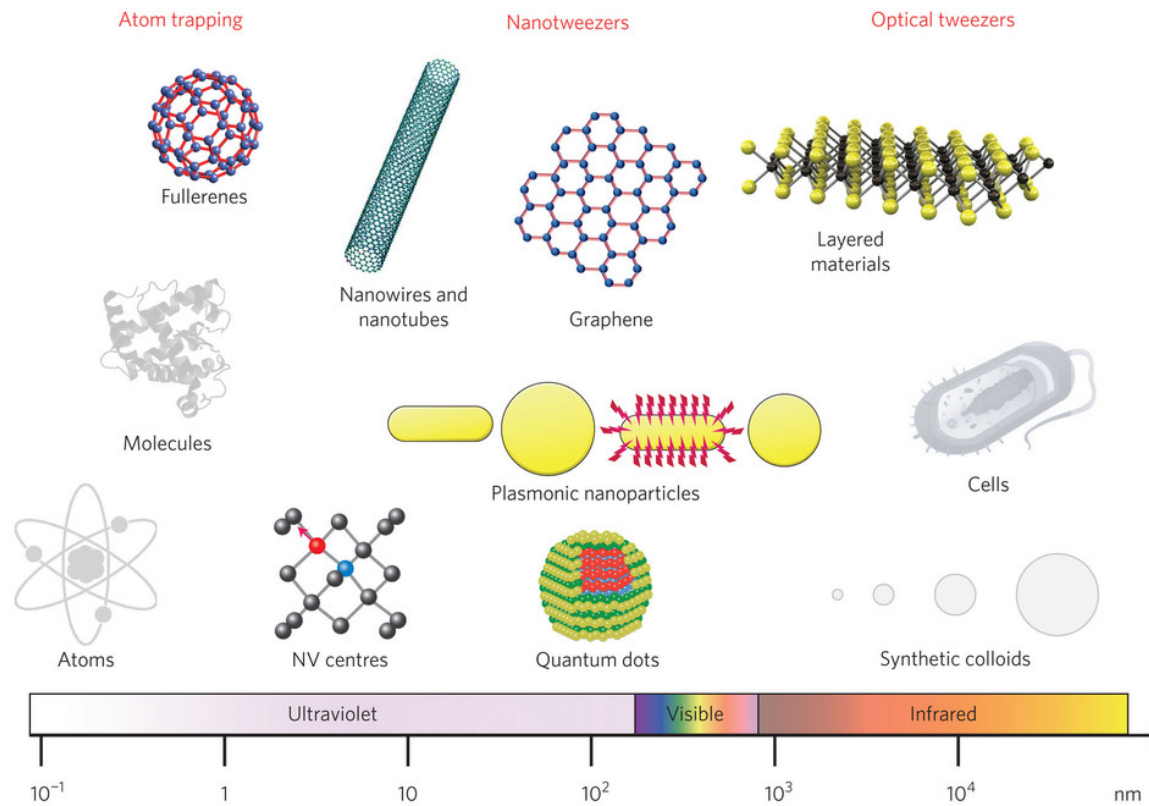 Atom trapping
Nanotweezers
Optical tweezers
Fullerenes
Nanowires and
nanotubes
Graphene
Layered
materials
Molecules
Plasmonic nanoparticles
Cells
Atoms
NV centres
Quantum dots
Synthetic colloids
Ultraviolet
Visible
Infrared
10⁻¹
1
10
10²
10³
10⁴
nm